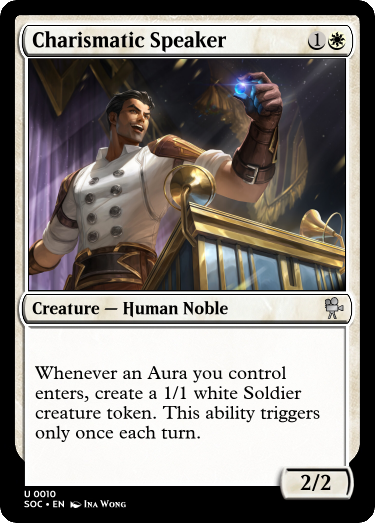 Charismatic Speaker 1
Creature — Human Noble
Whenever an Aura you control
enters, create a 1/1 white Soldier
creature token. This ability triggers
only once each turn.
2/2
U 0010
SOC • EN Ina Wong